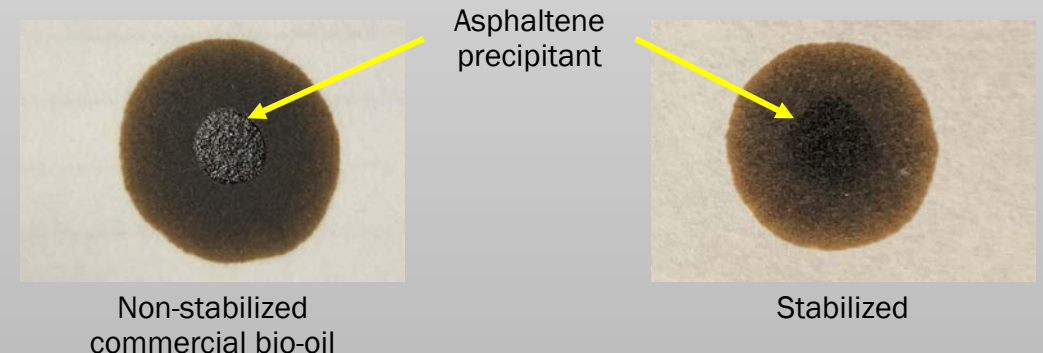 Asphaltene
precipitant
Non-stabilized
commercial bio-oil
Stabilized